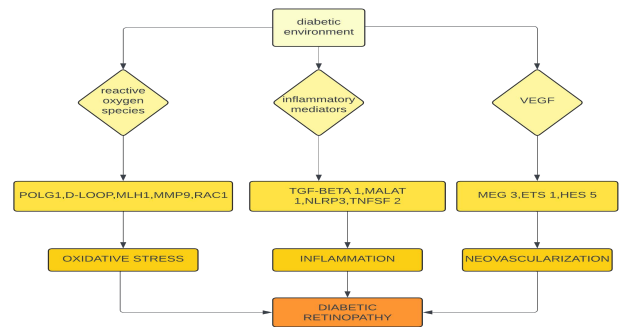 diabetic
environment
reactive
oxygen
species
inflammatory
mediators
VEGF
POLG1,D-LOOP,MLH1,MMP9,RAC1
TGF-BETA 1,MALAT
1,NLRP3,TNFSF 2
MEG 3,ETS 1,HES 5
OXIDATIVE STRESS
INFLAMMATION
NEOVASCULARIZATION
DIABETIC
RETINOPATHY